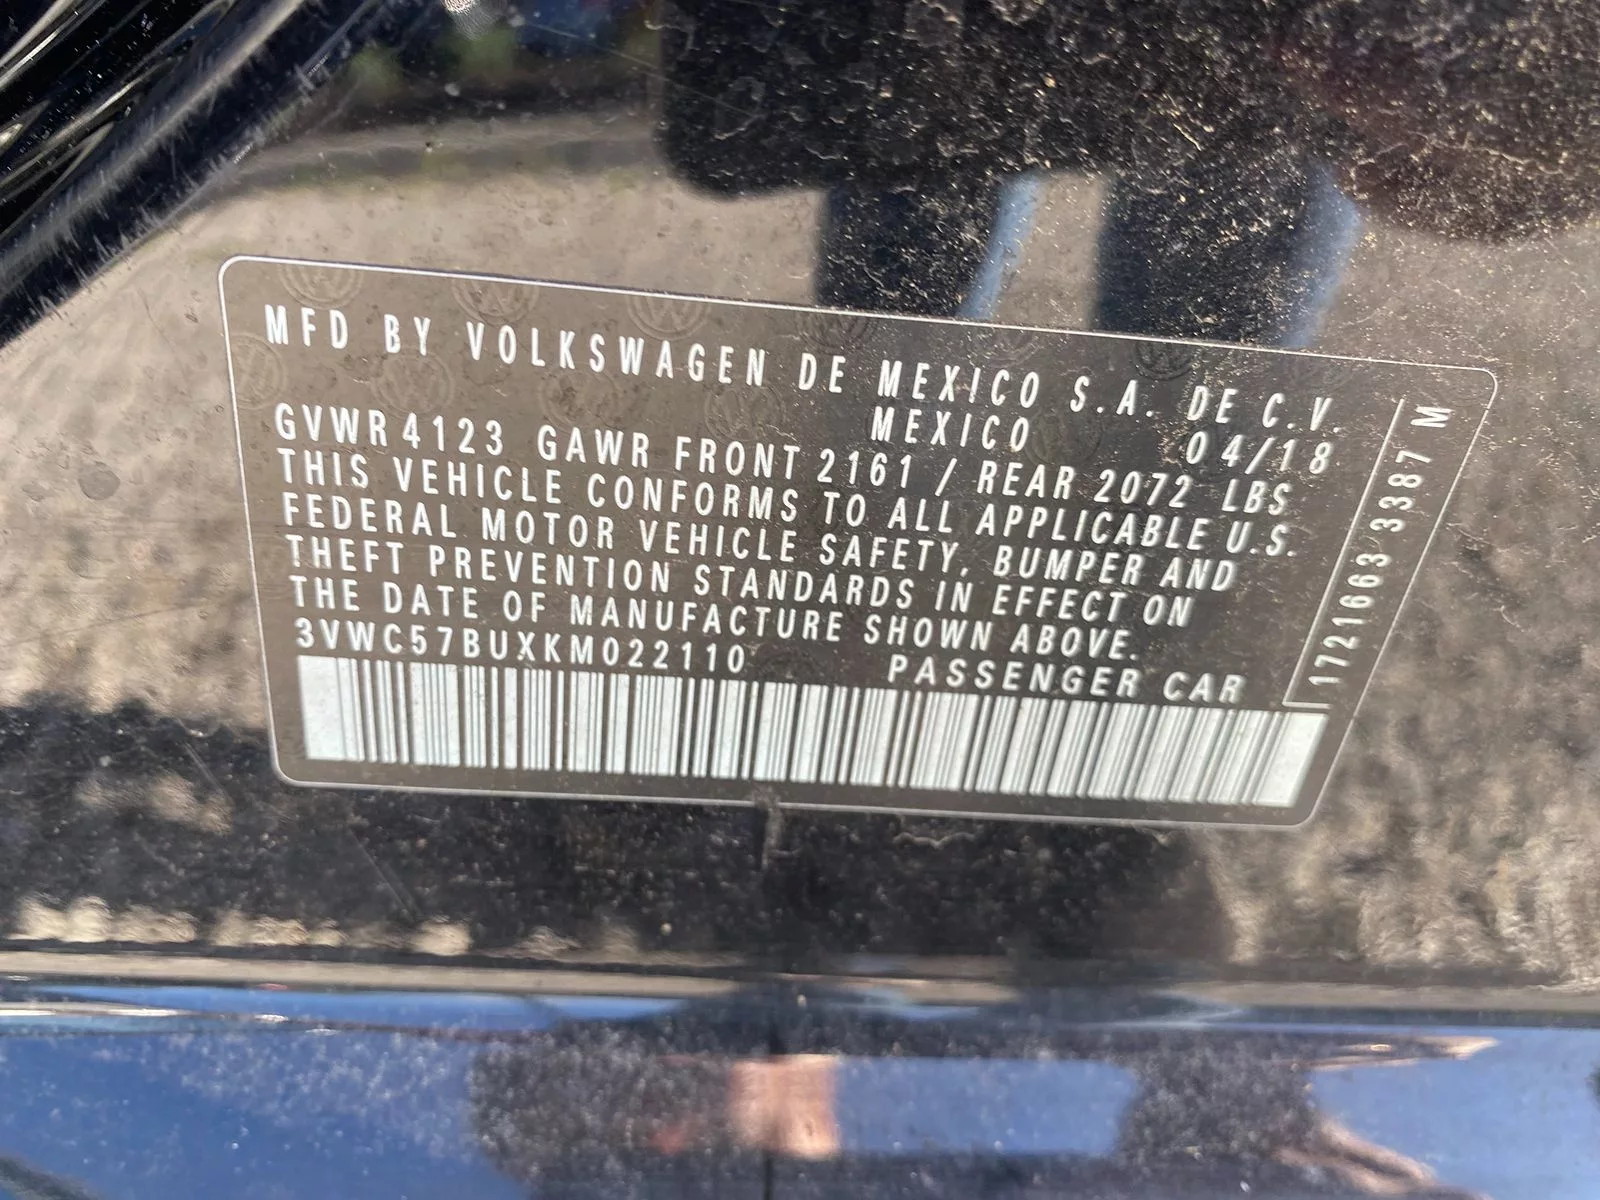 MFD BY VOLKSWAGEN DE MEXICO S.A. DE C.V.
MEXICO 04/18
GVWR 4123 GAWR FRONT 2161 / REAR 2072 LBS
THIS VEHICLE CONFORMS TO ALL APPLICABLE U.S.
FEDERAL MOTOR VEHICLE SAFETY, BUMPER AND
THEFT PREVENTION STANDARDS IN EFFECT ON
THE DATE OF MANUFACTURE SHOWN ABOVE.
3VWC57BUXKM022110 PASSENGER CAR
1721663 3387 M